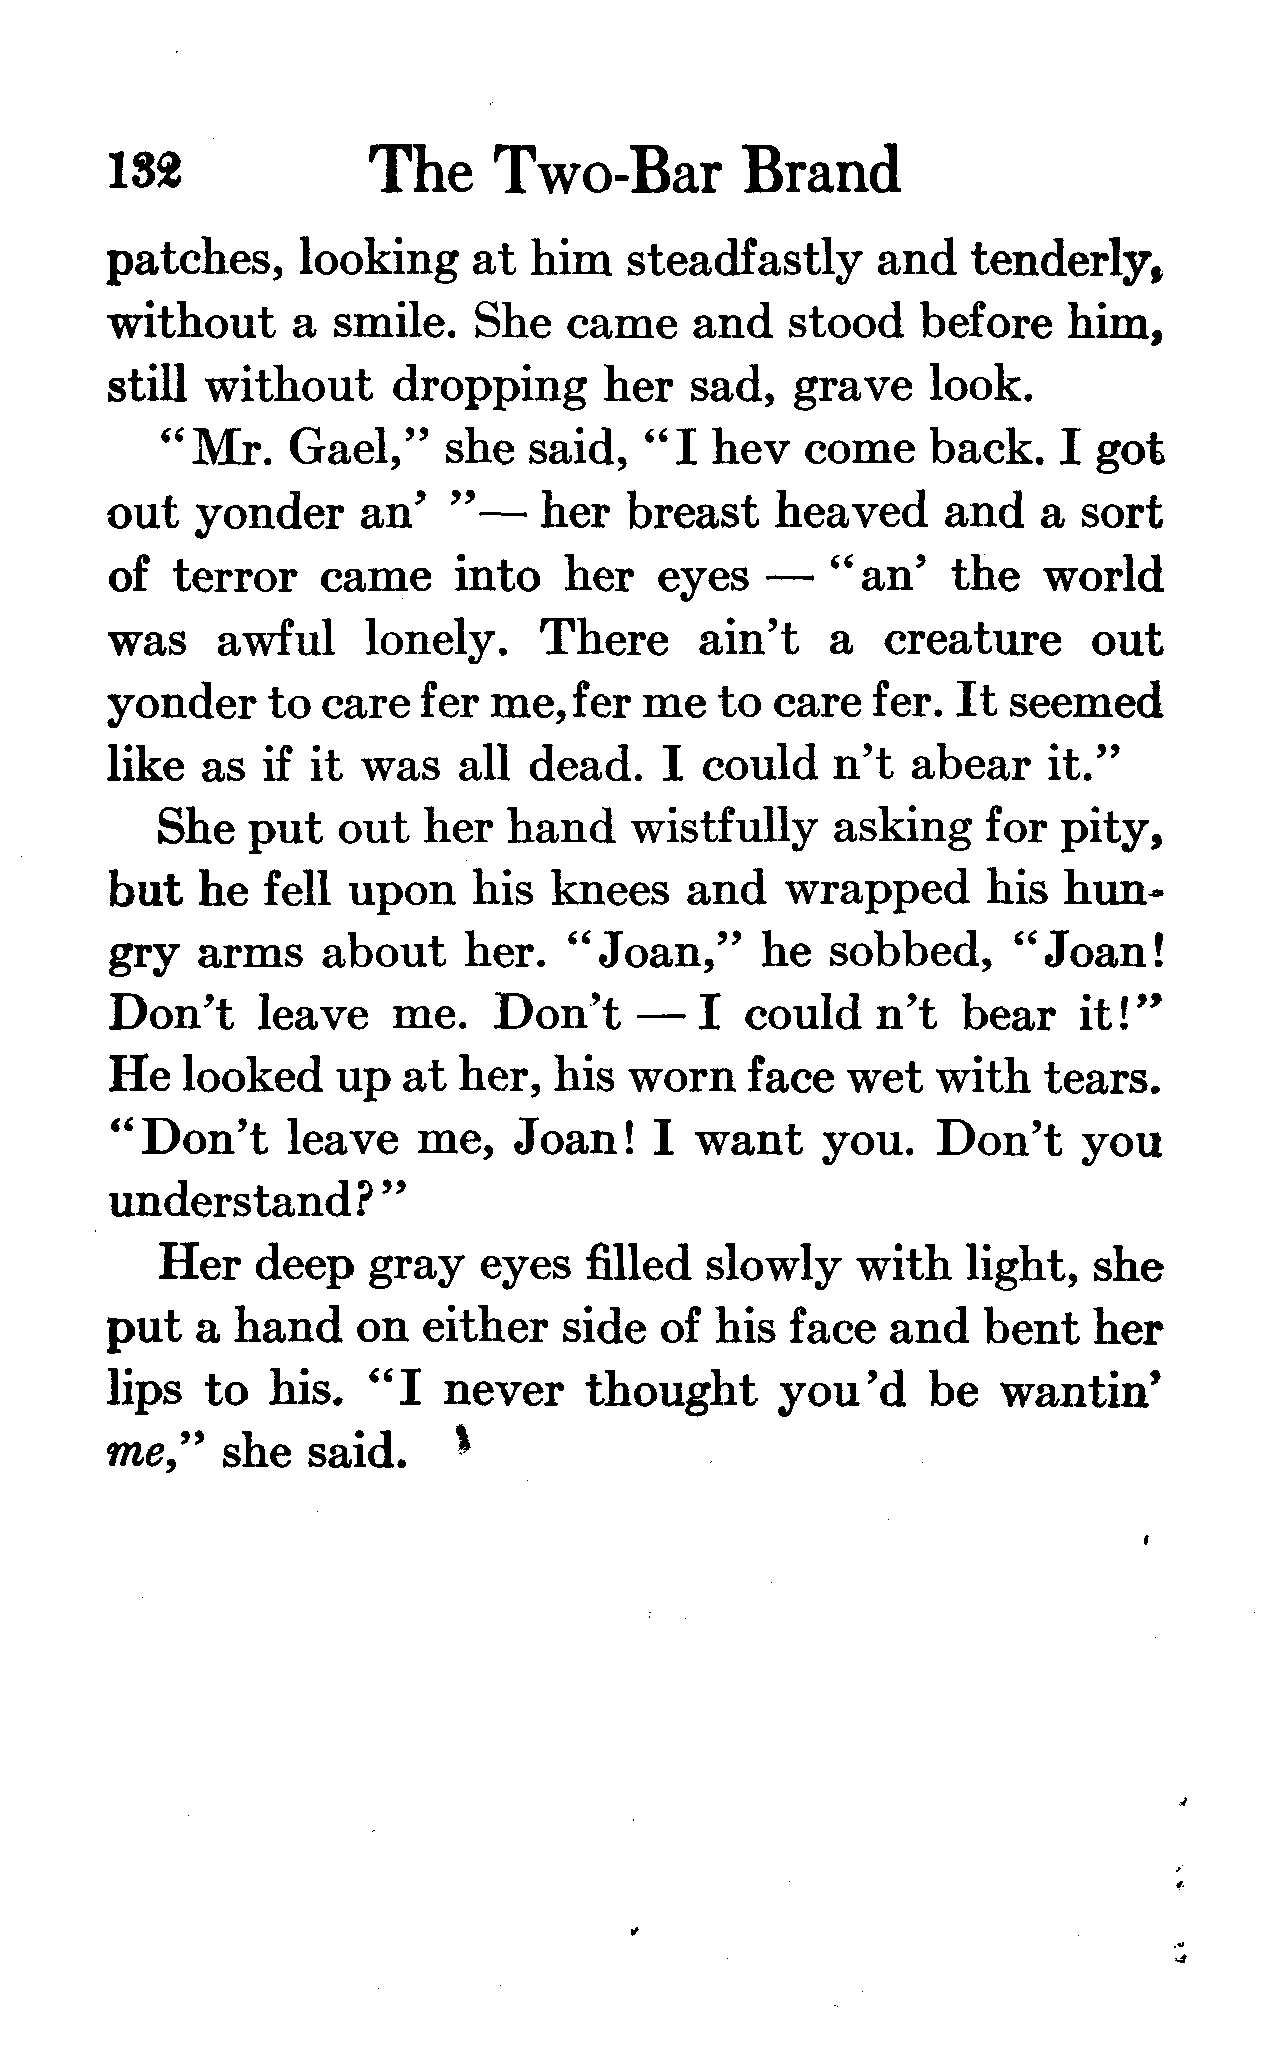 132 The Two-Bar Brand
patches, looking at him steadfastly and tenderly,
without a smile. She came and stood before him,
still without dropping her sad, grave look.
"Mr. Gael," she said, "I hev come back. I got
out yonder an' "— her breast heaved and a sort
of terror came into her eyes — "an' the world
was awful lonely. There ain't a creature out
yonder to care fer me, fer me to care fer. It seemed
like as if it was all dead. I could n't abear it."
She put out her hand wistfully asking for pity,
but he fell upon his knees and wrapped his hun-
gry arms about her. "Joan," he sobbed, "Joan!
Don't leave me. Don't — I could n't bear it!"
He looked up at her, his worn face wet with tears.
"Don't leave me, Joan! I want you. Don't you
understand?"
Her deep gray eyes filled slowly with light, she
put a hand on either side of his face and bent her
lips to his. "I never thought you'd be wantin'
me," she said.